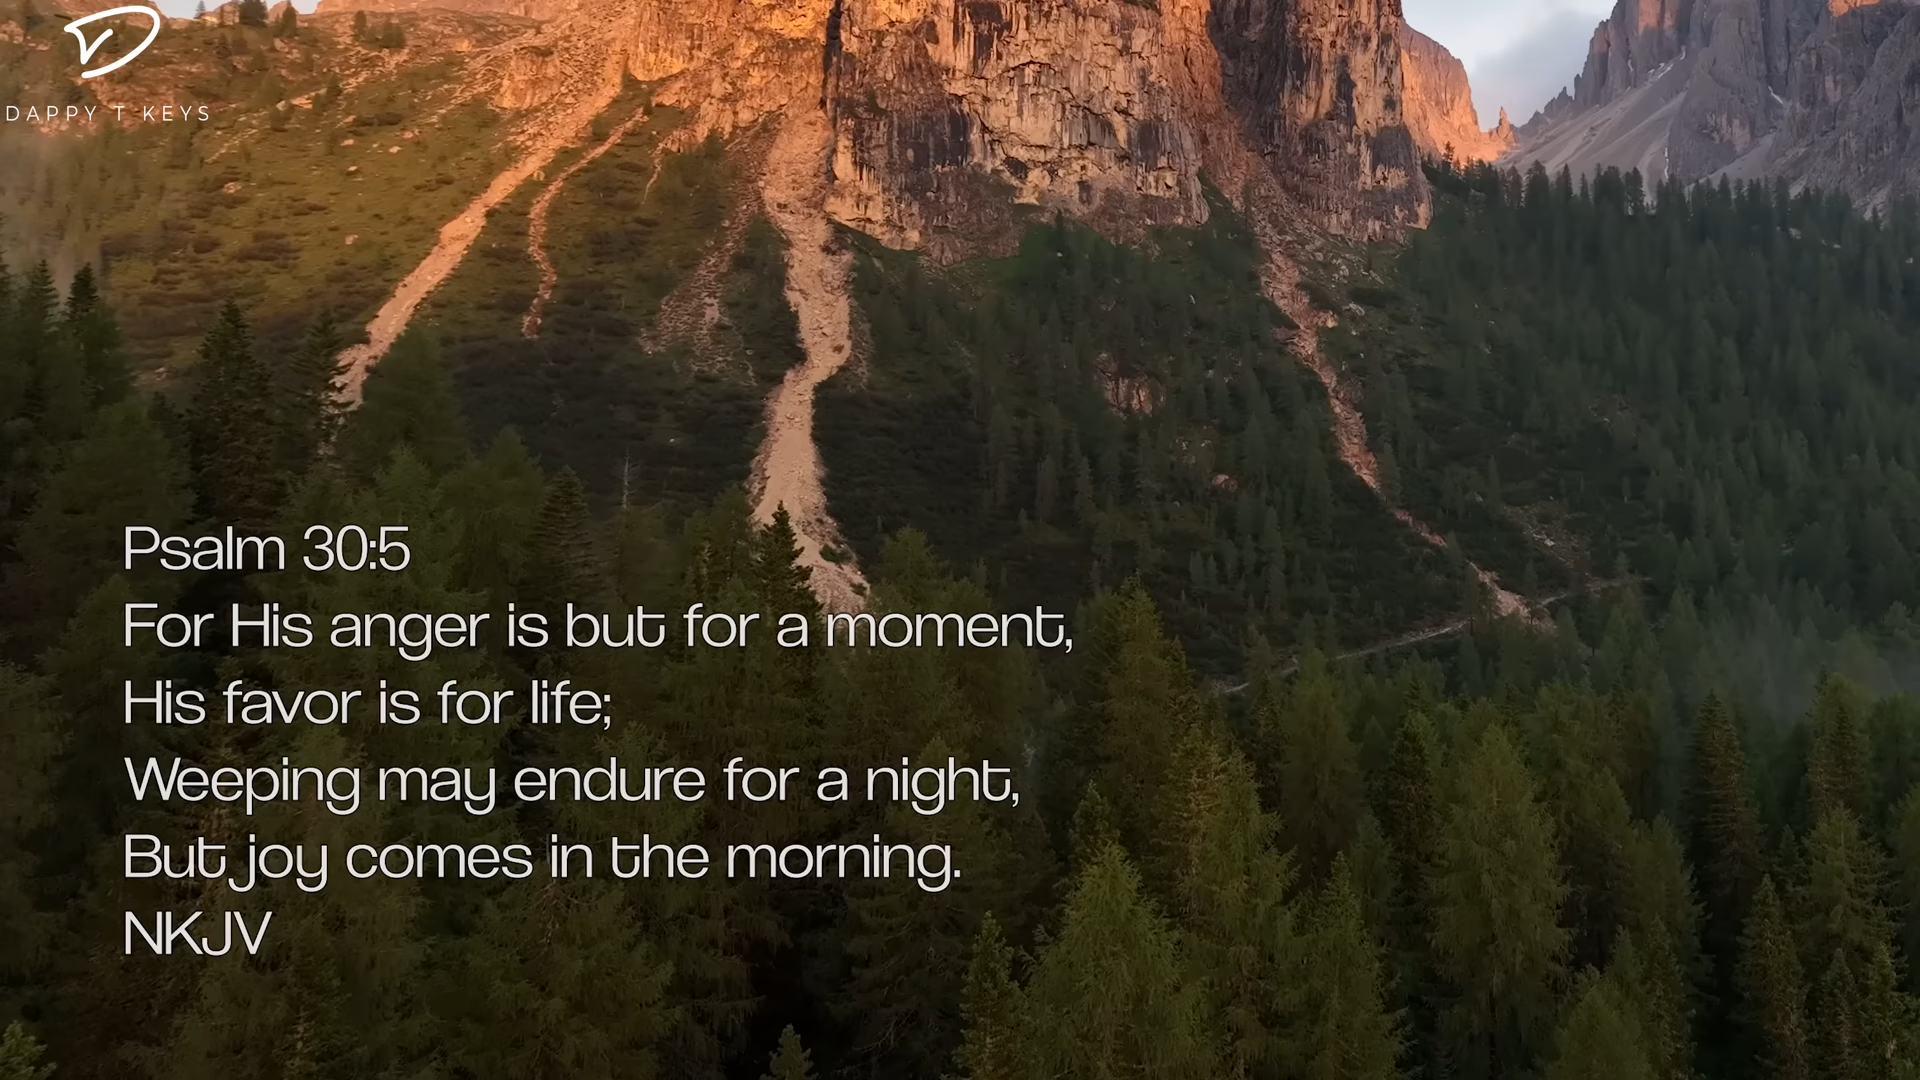 DAPPY T KEYS
Psalm 30:5
For His anger is but for a moment,
His favor is for life;
Weeping may endure for a night,
But joy comes in the morning.
NKJV